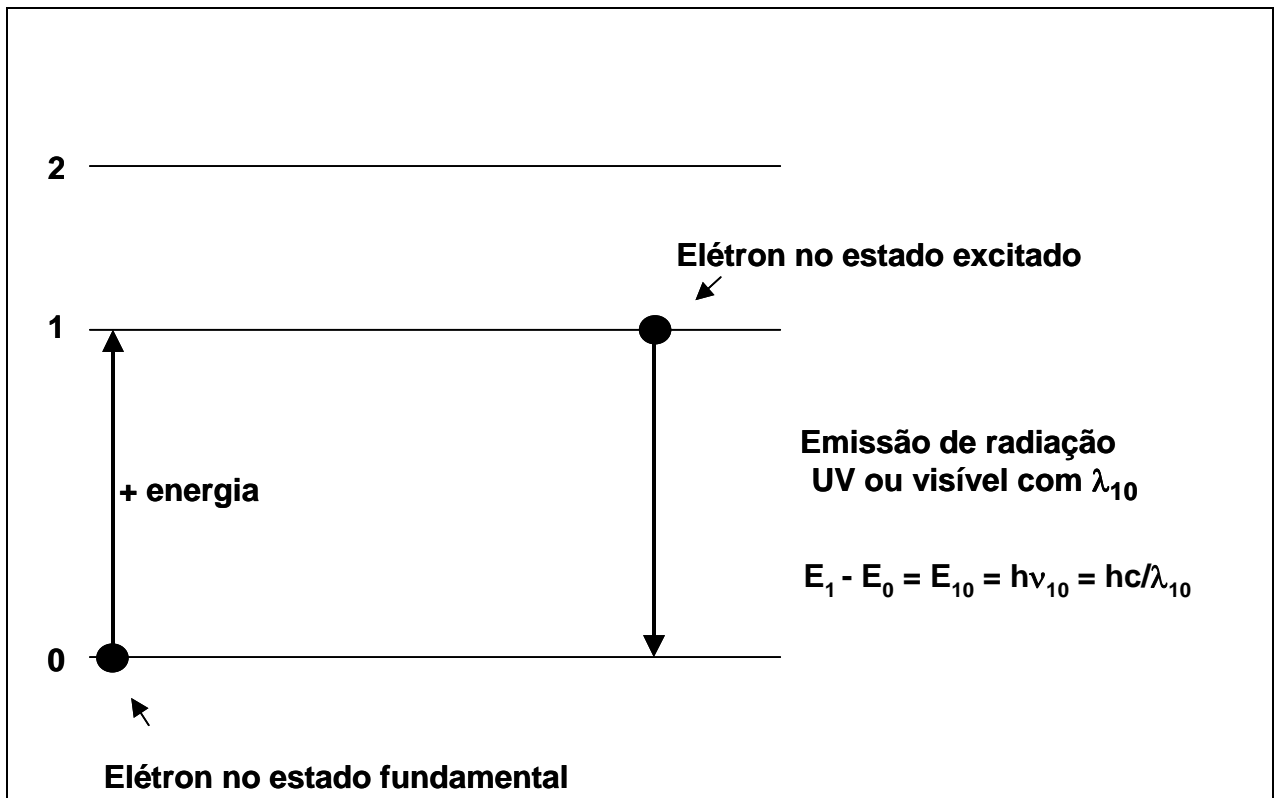 2
Elétron no estado excitado
1
Emissão de radiação
UV ou visível com λ10
+ energia
E1 - E0 = E10 = hν10 = hc/λ10
0
Elétron no estado fundamental